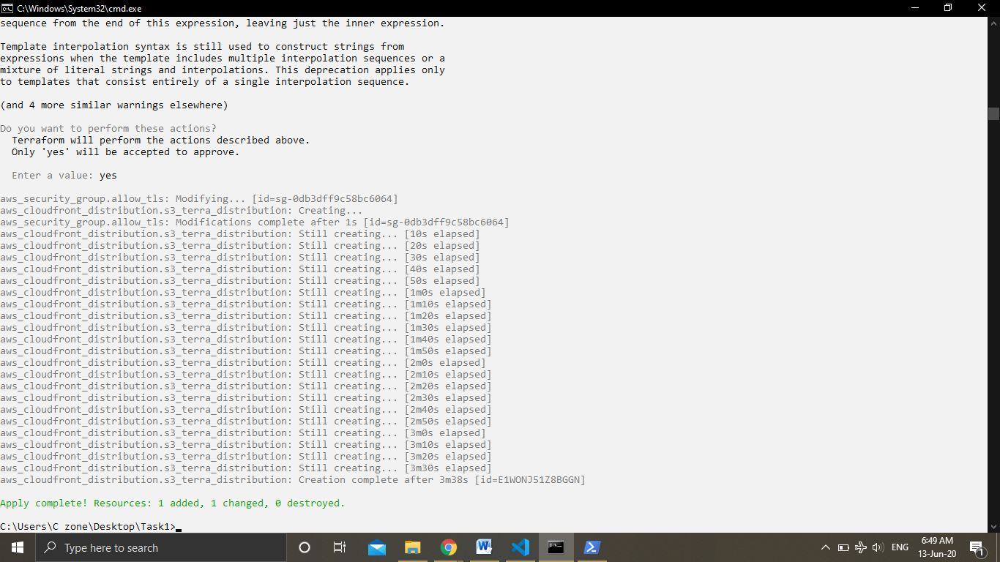 C:\Windows\System32\cmd.exe
sequence from the end of this expression, leaving just the inner expression.
Template interpolation syntax is still used to construct strings from
expressions when the template includes multiple interpolation sequences or a
mixture of literal strings and interpolations. This deprecation applies only
to templates that consist entirely of a single interpolation sequence.
(and 4 more similar warnings elsewhere)
Do you want to perform these actions?
Terraform will perform the actions described above.
Only 'yes' will be accepted to approve.
Enter a value: yes
aws_security_group.allow_tls: Modifying... [id=sg-0db3dff9c58bc6064]
aws_cloudfront_distribution.s3_terra_distribution: Creating...
aws_security_group.allow_tls: Modifications complete after 1s [id=sg-0db3dff9c58bc6064]
aws_cloudfront_distribution.s3_terra_distribution: Still creating... [10s elapsed]
aws_cloudfront_distribution.s3_terra_distribution: Still creating... [20s elapsed]
aws_cloudfront_distribution.s3_terra_distribution: Still creating... [30s elapsed]
aws_cloudfront_distribution.s3_terra_distribution: Still creating... [40s elapsed]
aws_cloudfront_distribution.s3_terra_distribution: Still creating... [50s elapsed]
aws_cloudfront_distribution.s3_terra_distribution: Still creating... [1m0s elapsed]
aws_cloudfront_distribution.s3_terra_distribution: Still creating... [1m10s elapsed]
aws_cloudfront_distribution.s3_terra_distribution: Still creating... [1m20s elapsed]
aws_cloudfront_distribution.s3_terra_distribution: Still creating... [1m30s elapsed]
aws_cloudfront_distribution.s3_terra_distribution: Still creating... [1m40s elapsed]
aws_cloudfront_distribution.s3_terra_distribution: Still creating... [1m50s elapsed]
aws_cloudfront_distribution.s3_terra_distribution: Still creating... [2m0s elapsed]
aws_cloudfront_distribution.s3_terra_distribution: Still creating... [2m10s elapsed]
aws_cloudfront_distribution.s3_terra_distribution: Still creating... [2m20s elapsed]
aws_cloudfront_distribution.s3_terra_distribution: Still creating... [2m30s elapsed]
aws_cloudfront_distribution.s3_terra_distribution: Still creating... [2m40s elapsed]
aws_cloudfront_distribution.s3_terra_distribution: Still creating... [2m50s elapsed]
aws_cloudfront_distribution.s3_terra_distribution: Still creating... [3m0s elapsed]
aws_cloudfront_distribution.s3_terra_distribution: Still creating... [3m10s elapsed]
aws_cloudfront_distribution.s3_terra_distribution: Still creating... [3m20s elapsed]
aws_cloudfront_distribution.s3_terra_distribution: Still creating... [3m30s elapsed]
aws_cloudfront_distribution.s3_terra_distribution: Creation complete after 3m38s [id=E1WONJ51Z8BGGN]
Apply complete! Resources: 1 added, 1 changed, 0 destroyed.
C:\Users\C zone\Desktop\Task1>
Type here to search
ENG
6:49 AM
13-Jun-20
1